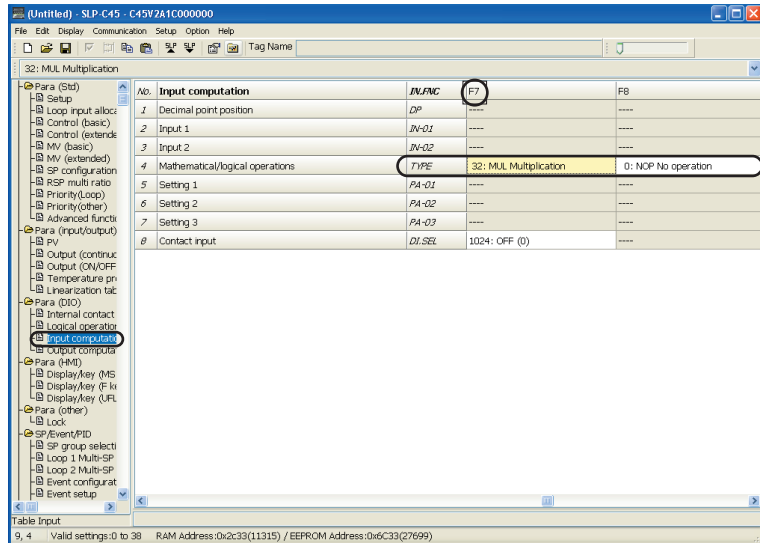 (Untitled) - SLP-C45 - C45V2A1C000000
File Edit Display Communication Setup Option Help
Tag Name
32: MUL Multiplication
Para (Std)
Setup
Loop input alloca
Control (basic)
Control (extende
MV (basic)
MV (extended)
SP configuration
RSP multi ratio
Priority(Loop)
Priority(other)
Advanced functi
Para (input/output)
PV
Output (continuo
Output (ON/OFF
Temperature pr
Linearization tab
Para (DIO)
Internal contact
Logical operation
Input computatio
Output computa
Para (HMI)
Display/key (MS
Display/key (F k
Display/key (UFL
Para (other)
Lock
SP/Event/PID
SP group selecti
Loop 1 Multi-SP
Loop 2 Multi-SP
Event configurat
Event setup
No. Input computation IN.FNC F7 F8
1 Decimal point position DP ---- ----
2 Input 1 IN-01 ---- ----
3 Input 2 IN-02 ---- ----
4 Mathematical/logical operations TYPE 32: MUL Multiplication 0: NOP No operation
5 Setting 1 PA-01 ---- ----
6 Setting 2 PA-02 ---- ----
7 Setting 3 PA-03 ---- ----
8 Contact input DI.SEL 1024: OFF (0) ----
Table Input
9, 4 Valid settings:0 to 38 RAM Address:0x2c33(11315) / EEPROM Address:0x6C33(27699)